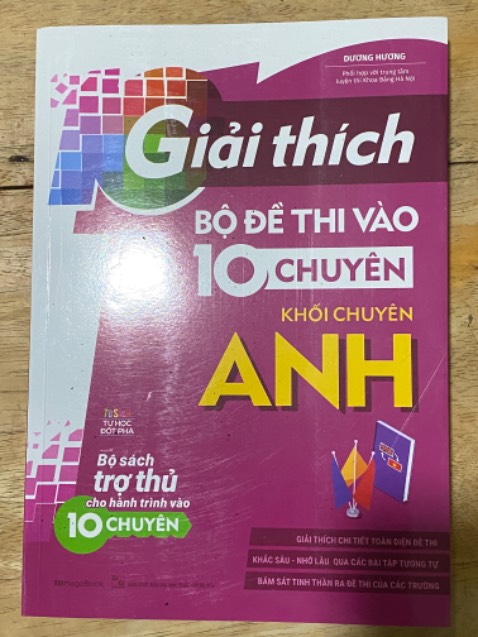 DƯƠNG HƯƠNG
Phối hợp với trung tâm
luyện thi Khoa Bảng Hà Nội
Giải thích
BỘ ĐỀ THI VÀO
10 CHUYÊN
KHỐI CHUYÊN
ANH
Tủ Sách
TỰ HỌC
ĐỘT PHÁ
Bộ sách
trợ thủ
cho hành trình vào
10 CHUYÊN
GIẢI THÍCH CHI TIẾT TOÀN DIỆN ĐỀ THI
KHẮC SÂU - NHỚ LÂU QUA CÁC BÀI TẬP TƯƠNG TỰ
BÁM SÁT TINH THẦN RA ĐỀ THI CỦA CÁC TRƯỜNG
megabooks